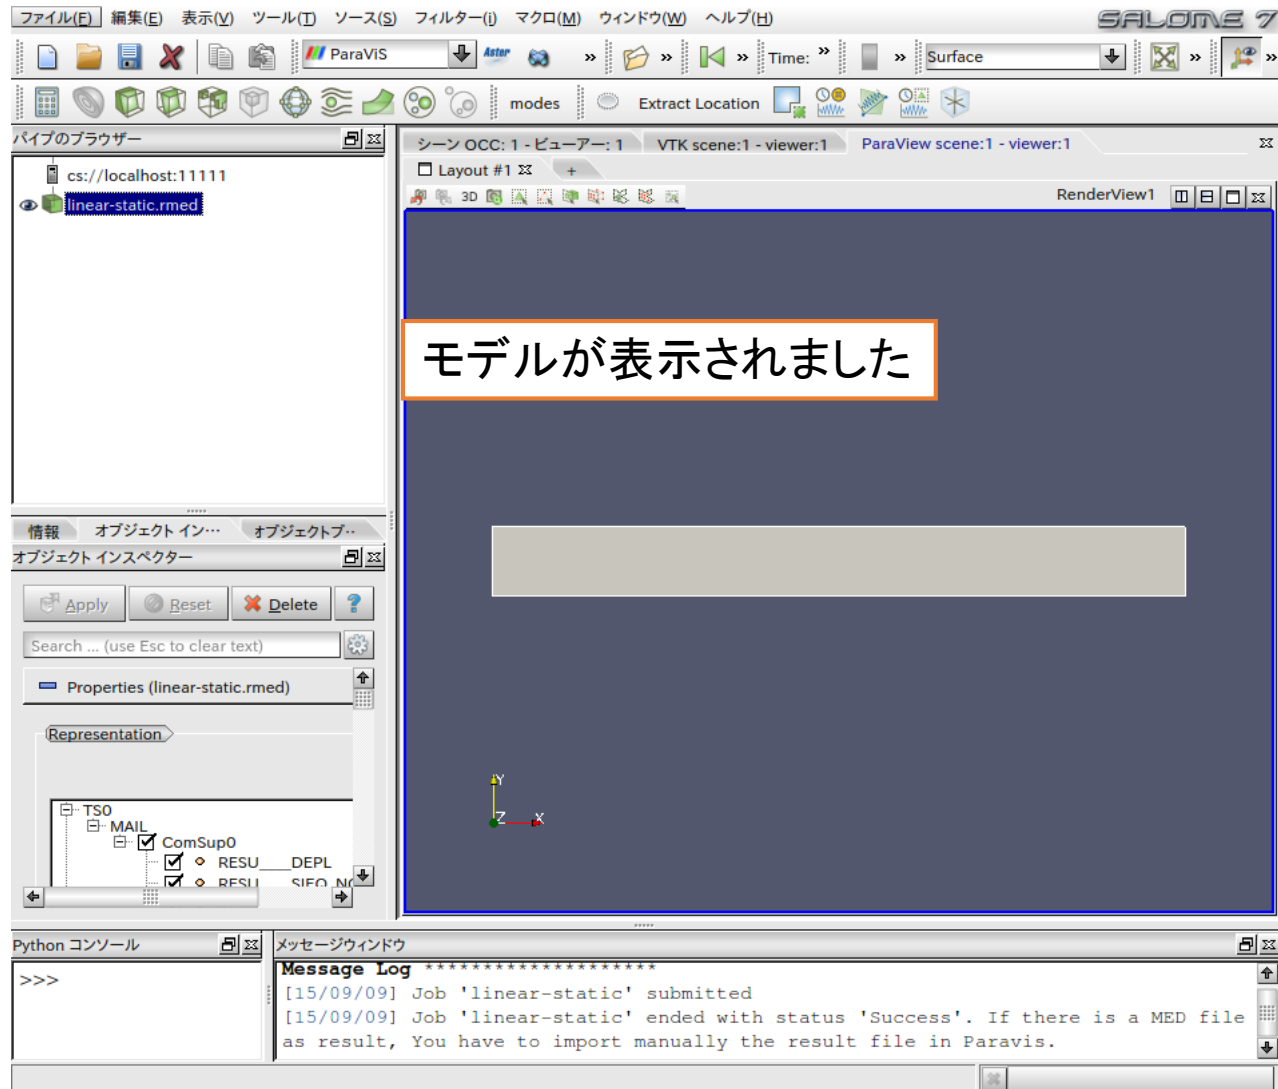 ファイル(F) 編集(E) 表示(V) ツール(T) ソース(S) フィルター(i) マクロ(M) ウィンドウ(W) ヘルプ(H) SALOME 7
ParaViS Aster » » » Time: » » Surface » »
modes Extract Location
パイプのブラウザー
cs://localhost:11111
linear-static.rmed
シーン OCC: 1 - ビューアー: 1 VTK scene:1 - viewer:1 ParaView scene:1 - viewer:1
Layout #1 +
3D RenderView1
モデルが表示されました
Y
Z X
情報 オブジェクト イン… オブジェクトブ…
オブジェクト インスペクター
Apply Reset Delete ?
Search ... (use Esc to clear text)
Properties (linear-static.rmed)
Representation
TS0
MAIL
ComSup0
RESU____DEPL
RESU____SIEQ_NO
Python コンソール
>>>
メッセージウィンドウ
Message Log ********************
[15/09/09] Job 'linear-static' submitted
[15/09/09] Job 'linear-static' ended with status 'Success'. If there is a MED file
as result, You have to import manually the result file in Paravis.